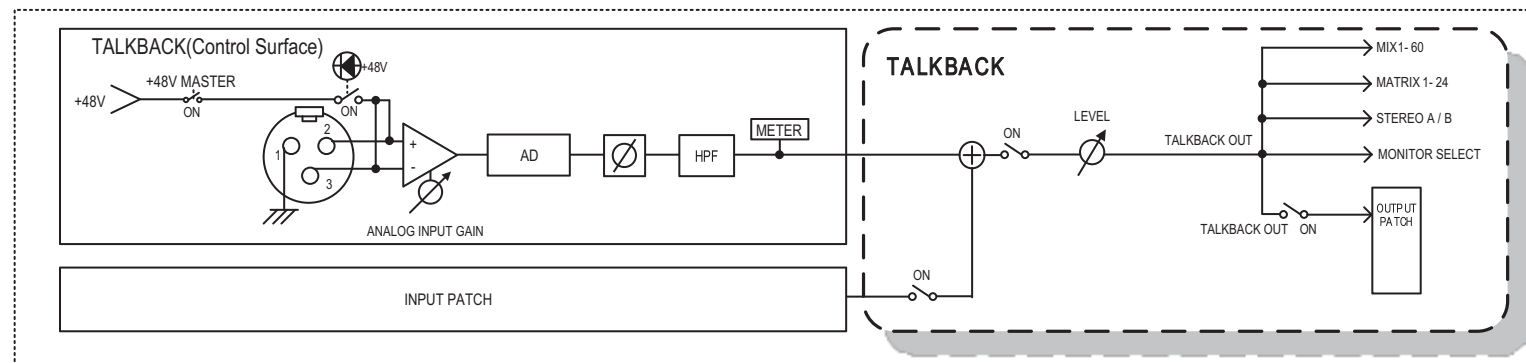 TALKBACK(Control Surface)
+48V
+48V MASTER
ON
+48V
ON
1
2
3
+
-
ANALOG INPUT GAIN
AD
HPF
METER
INPUT PATCH
ON
TALKBACK
+
ON
LEVEL
TALKBACK OUT
MIX1- 60
MATRIX 1- 24
STEREO A / B
MONITOR SELECT
TALKBACK OUT ON
OUTPUT
PATCH